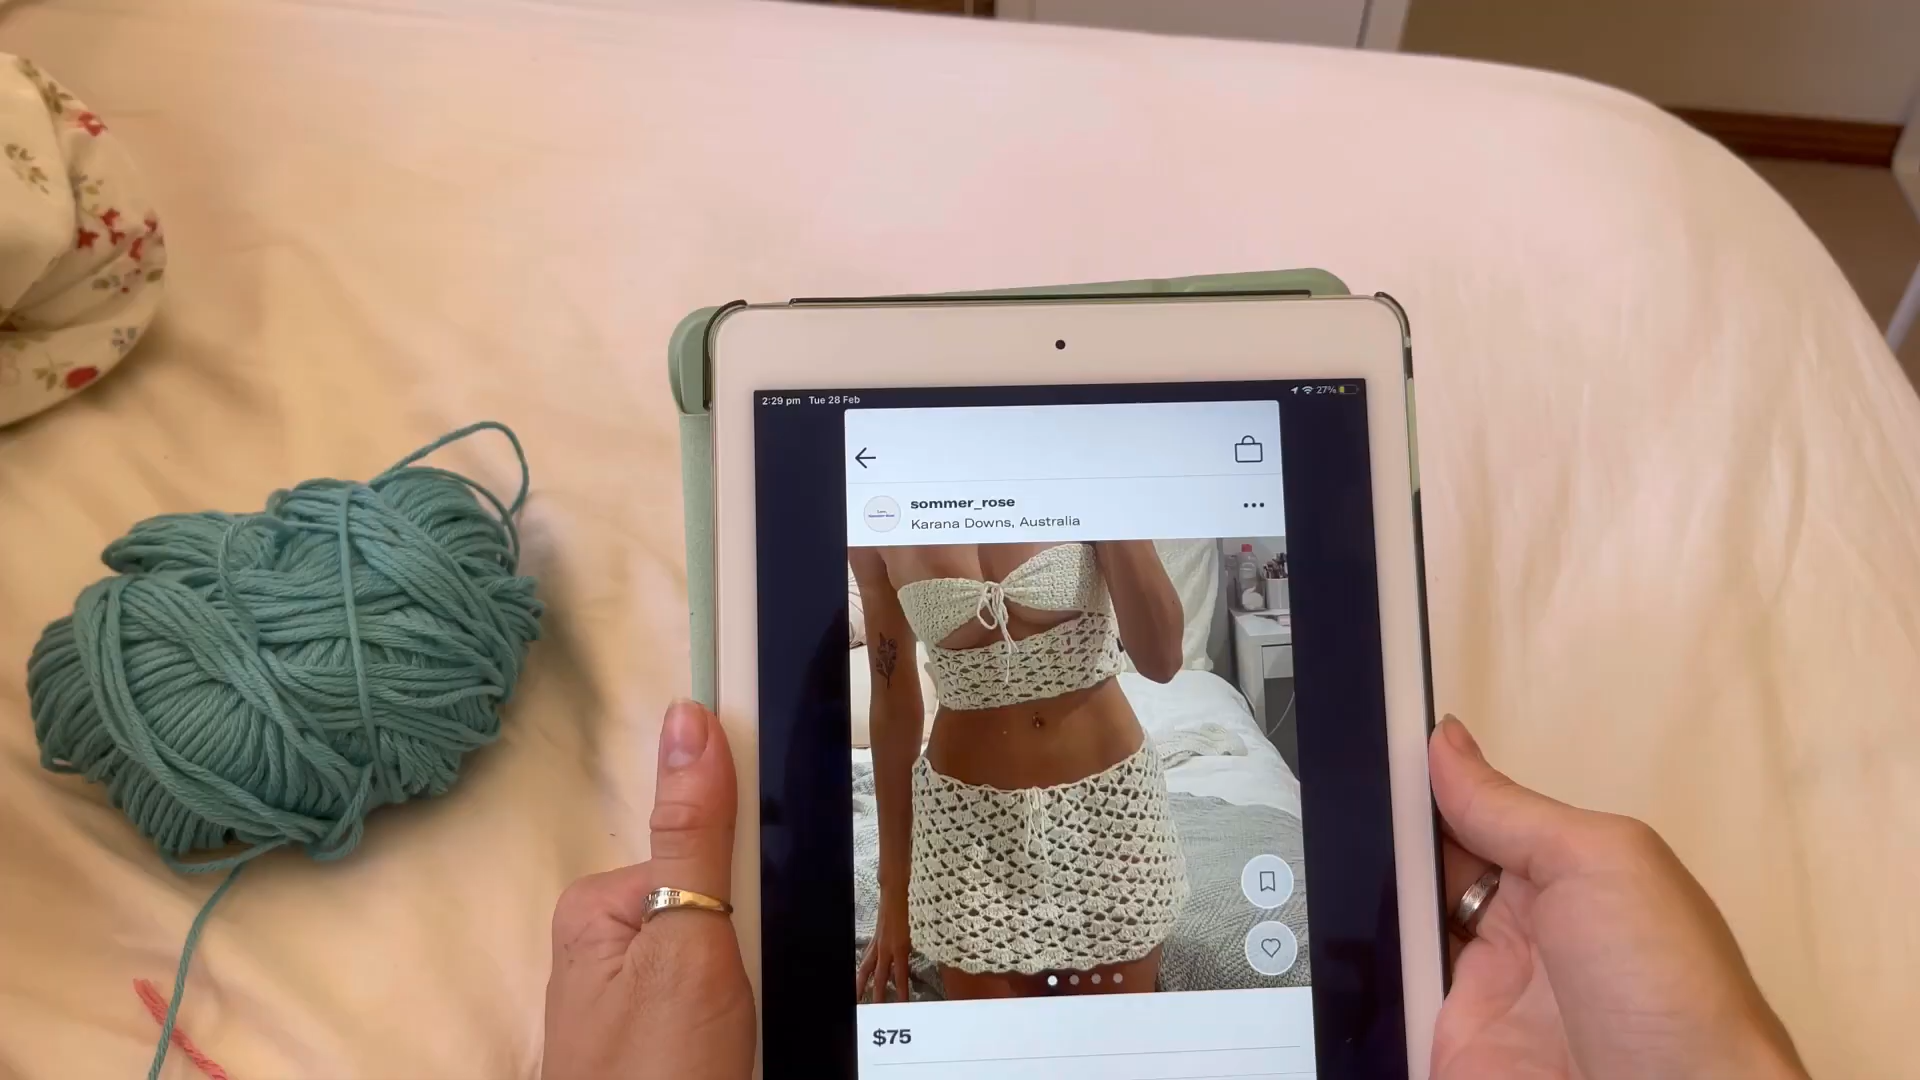 2:29 pm Tue 28 Feb
27%
sommer_rose
Karana Downs, Australia
$75